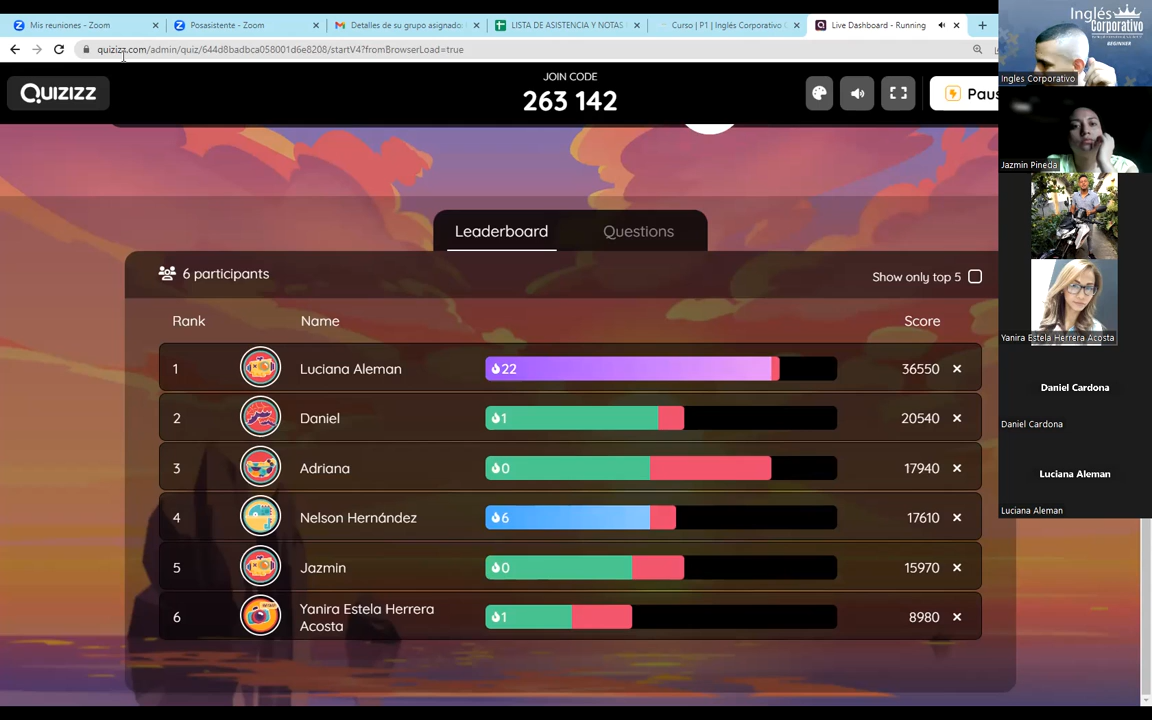 Mis reuniones - Zoom
Posasistente - Zoom
Detalles de su grupo asignado:
LISTA DE ASISTENCIA Y NOTAS
Curso | P1 | Inglés Corporativo
Live Dashboard - Running
quizizz.com/admin/quiz/644d8badbca058001d6e8208/startV4?fromBrowserLoad=true
Quizizz
JOIN CODE
263 142
Paus
Leaderboard
Questions
6 participants
Show only top 5
Rank
Name
Score
1
Luciana Aleman
22
36550
2
Daniel
1
20540
3
Adriana
0
17940
4
Nelson Hernández
6
17610
5
Jazmin
0
15970
6
Yanira Estela Herrera
Acosta
1
8980
Inglés
Corporativo
BEGINNER
Ingles Corporativo
Jazmin Pineda
Yanira Estela Herrera Acosta
Daniel Cardona
Daniel Cardona
Luciana Aleman
Luciana Aleman